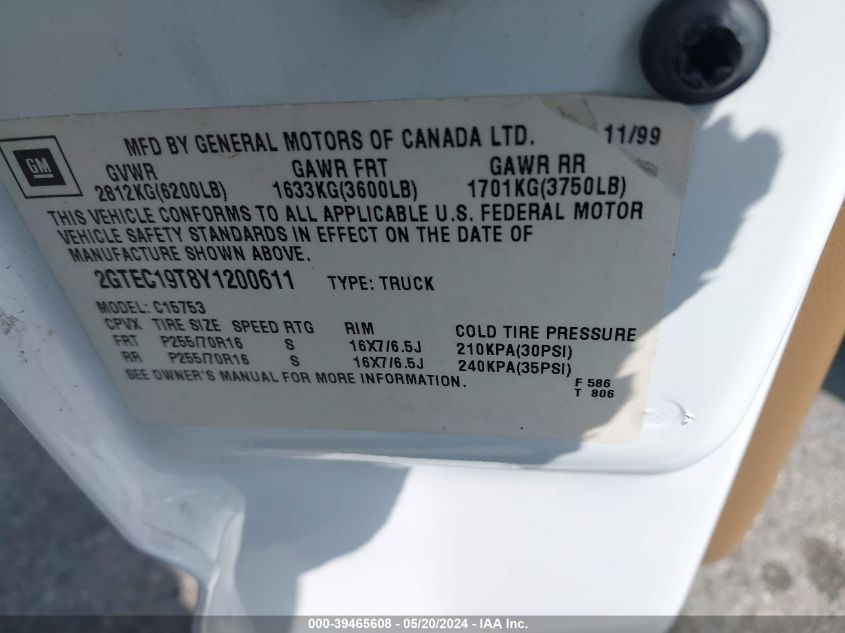 GM
MFD BY GENERAL MOTORS OF CANADA LTD. 11/99
GVWR GAWR FRT GAWR RR
2812KG(6200LB) 1633KG(3600LB) 1701KG(3750LB)
THIS VEHICLE CONFORMS TO ALL APPLICABLE U.S. FEDERAL MOTOR
VEHICLE SAFETY STANDARDS IN EFFECT ON THE DATE OF
MANUFACTURE SHOWN ABOVE.
2GTEC19T8Y1200611 TYPE: TRUCK
MODEL: C15753
CPVX TIRE SIZE SPEED RTG RIM COLD TIRE PRESSURE
FRT P255/70R16 S 16X7/6.5J 210KPA(30PSI)
RR P255/70R16 S 16X7/6.5J 240KPA(35PSI)
SEE OWNER'S MANUAL FOR MORE INFORMATION.
F 586
T 806
000-39465608 - 05/20/2024 - IAA Inc.